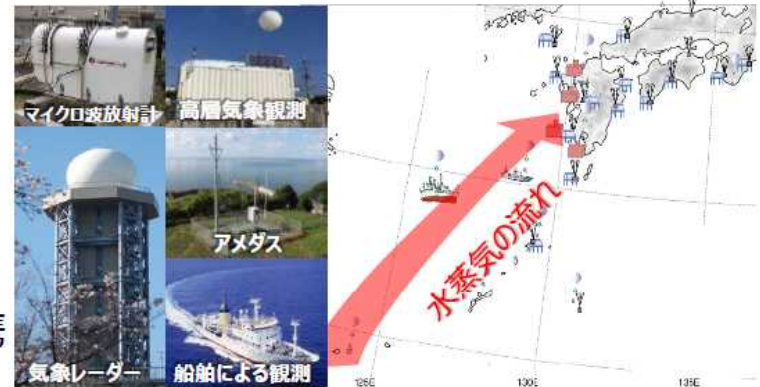 マイクロ波放射計
高層気象観測
アメダス
気象レーダー
船舶による観測
水蒸気の流れ
125E
130E
135E